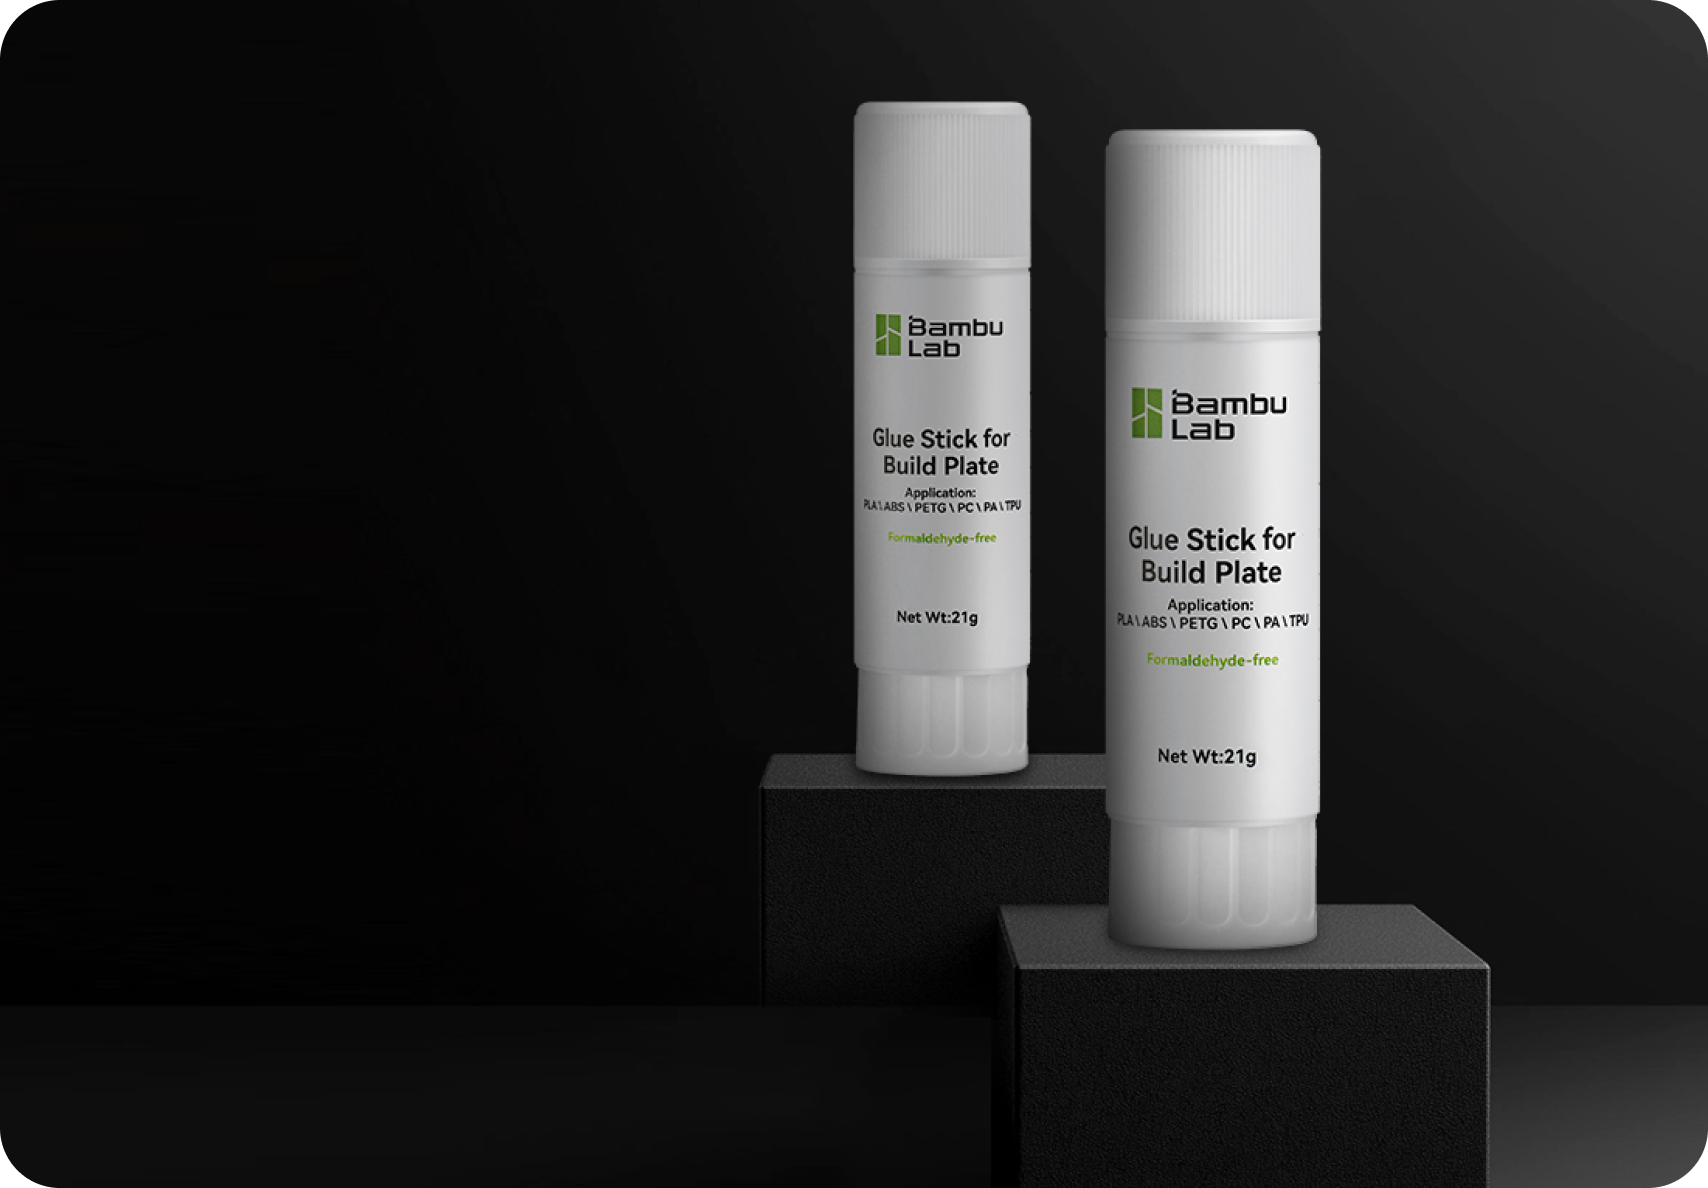 Bambu
Lab
Glue Stick for
Build Plate
Application:
PLA \ ABS \ PETG \ PC \ PA \ TPU
Formaldehyde-free
Net Wt:21g
Bambu
Lab
Glue Stick for
Build Plate
Application:
PLA \ ABS \ PETG \ PC \ PA \ TPU
Formaldehyde-free
Net Wt:21g